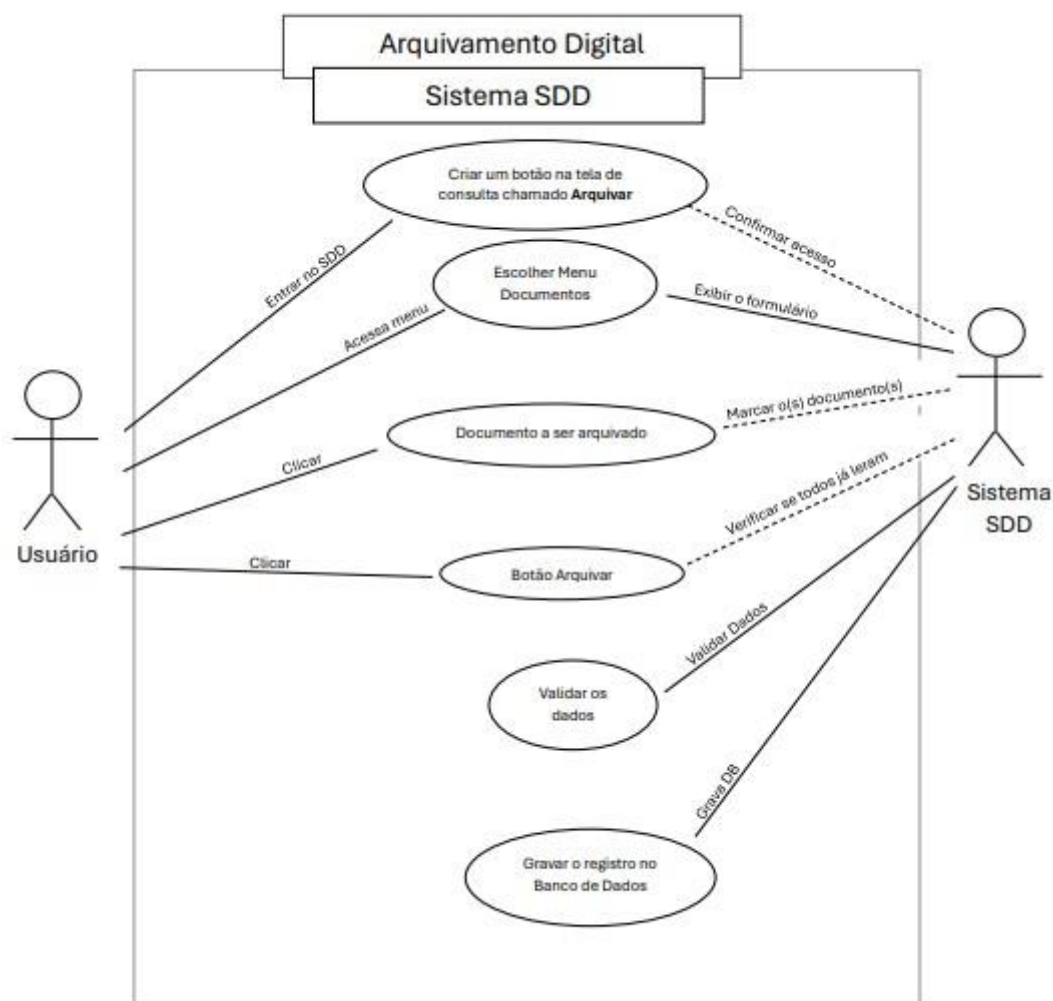 Arquivamento Digital
Sistema SDD
Criar um botão na tela de
consulta chamado Arquivar
Confirmar acesso
Entrar no SDD
Escolher Menu
Documentos
Exibir o formulário
Acessa menu
Marcar o(s) documento(s)
Documento a ser arquivado
Clicar
Verificar se todos já leram
Sistema
SDD
Usuário
Clicar
Botão Arquivar
Validar Dados
Validar os
dados
Grava DB
Gravar o registro no
Banco de Dados